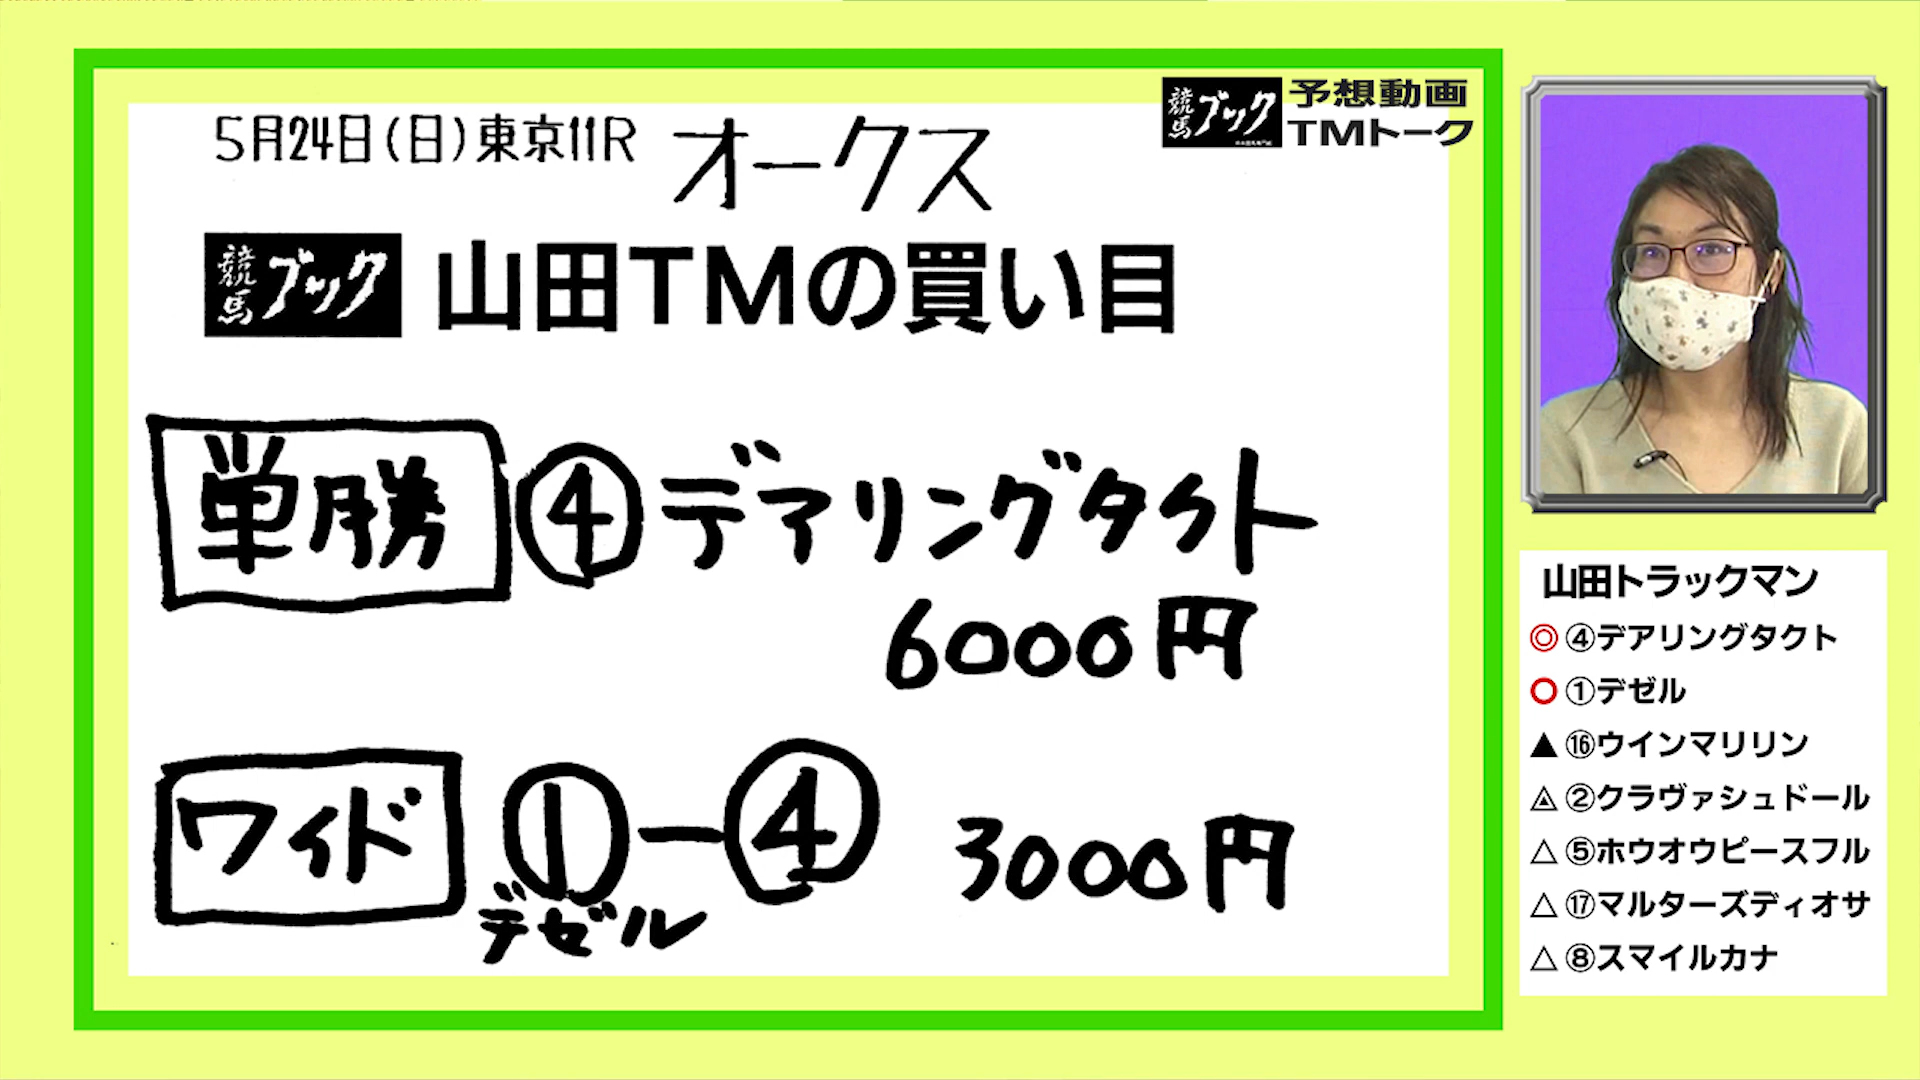 5月24日(日)東京11R オークス
競馬ブック 予想動画
TMトーク
競馬ブック 山田TMの買い目
単勝 ④デアリングタクト
6000円
ワイド ①ー④ 3000円
デゼル
山田トラックマン
◎④デアリングタクト
○①デゼル
▲⑯ウインマリリン
△②クラヴァシュドール
△⑤ホウオウピースフル
△⑰マルターズディオサ
△⑧スマイルカナ